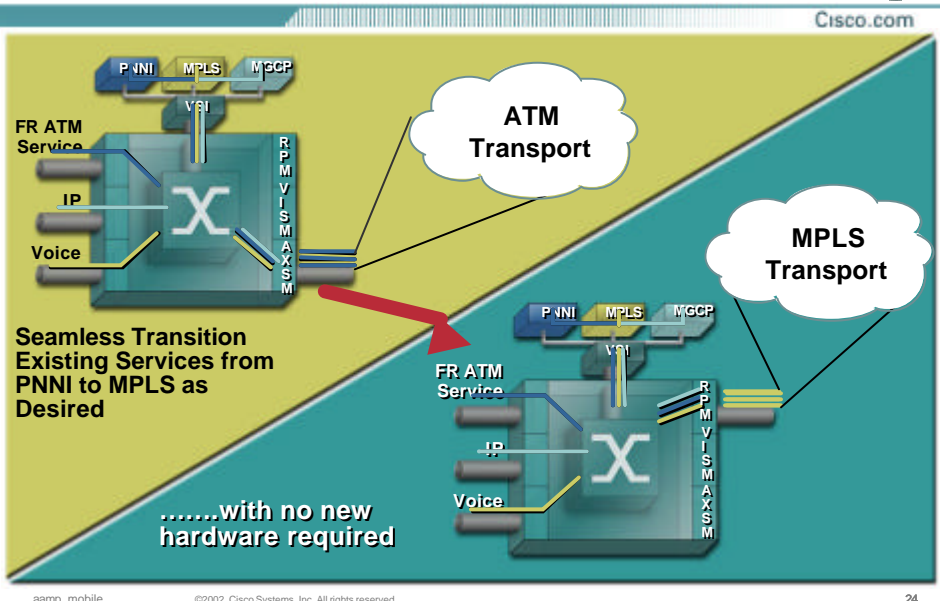 Cisco.com
PNNI MPLS MGCP
VSI
FR ATM
Service
IP
Voice
RPM VISM AXSM
ATM
Transport
Seamless Transition
Existing Services from
PNNI to MPLS as
Desired
MPLS
Transport
PNNI MPLS MGCP
VSI
FR ATM
Service
IP
Voice
RPM VISM AXSM
…….with no new
hardware required
aamp_mobile
©2002, Cisco Systems, Inc. All rights reserved.
24